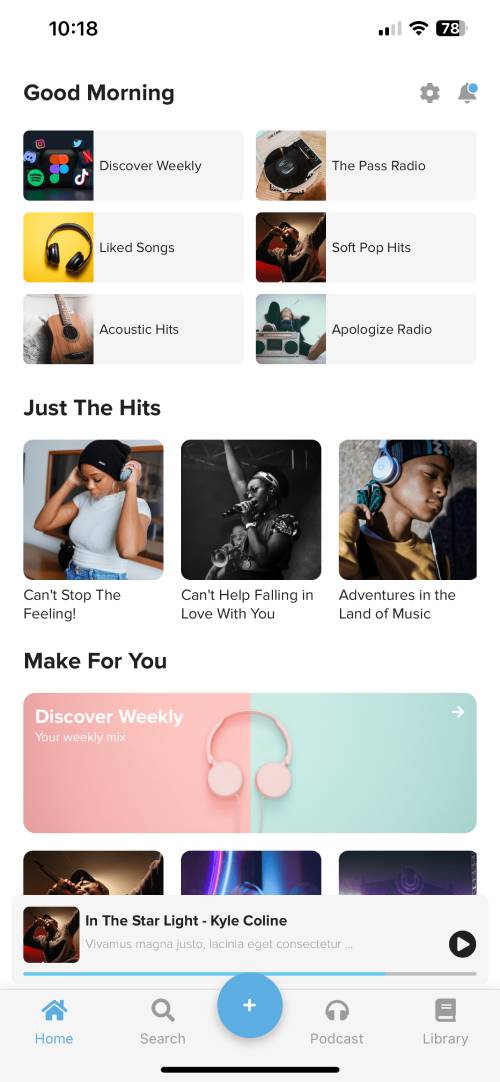 10:18
78
Good Morning
Discover Weekly
The Pass Radio
Liked Songs
Soft Pop Hits
Acoustic Hits
Apologize Radio
Just The Hits
Can't Stop The
Feeling!
Can't Help Falling in
Love With You
Adventures in the
Land of Music
Make For You
Discover Weekly
Your weekly mix
In The Star Light - Kyle Coline
Vivamus magna justo, lacinia eget consectetur ...
Home
Search
Podcast
Library